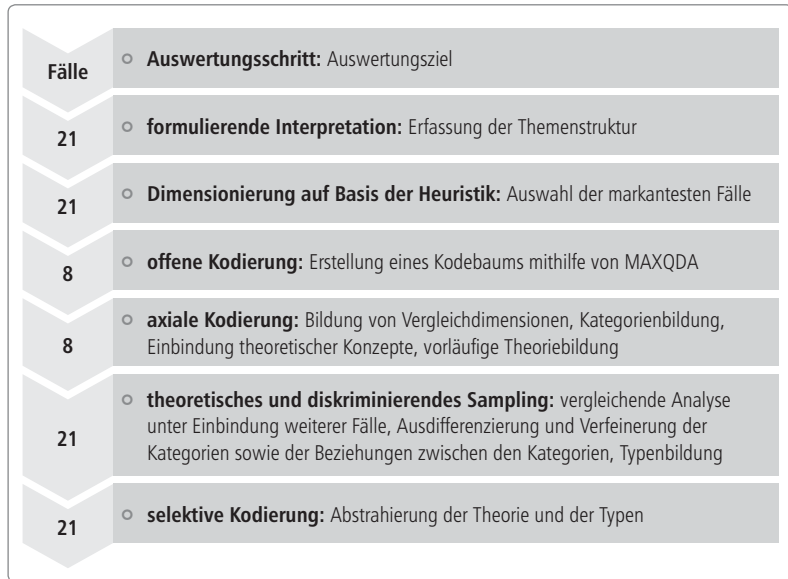 Fälle
Auswertungsschritt: Auswertungsziel
21
formulierende Interpretation: Erfassung der Themenstruktur
21
Dimensionierung auf Basis der Heuristik: Auswahl der markantesten Fälle
8
offene Kodierung: Erstellung eines Kodebaums mithilfe von MAXQDA
8
axiale Kodierung: Bildung von Vergleichdimensionen, Kategorienbildung,
Einbindung theoretischer Konzepte, vorläufige Theoriebildung
21
theoretisches und diskriminierendes Sampling: vergleichende Analyse
unter Einbindung weiterer Fälle, Ausdifferenzierung und Verfeinerung der
Kategorien sowie der Beziehungen zwischen den Kategorien, Typenbildung
21
selektive Kodierung: Abstrahierung der Theorie und der Typen